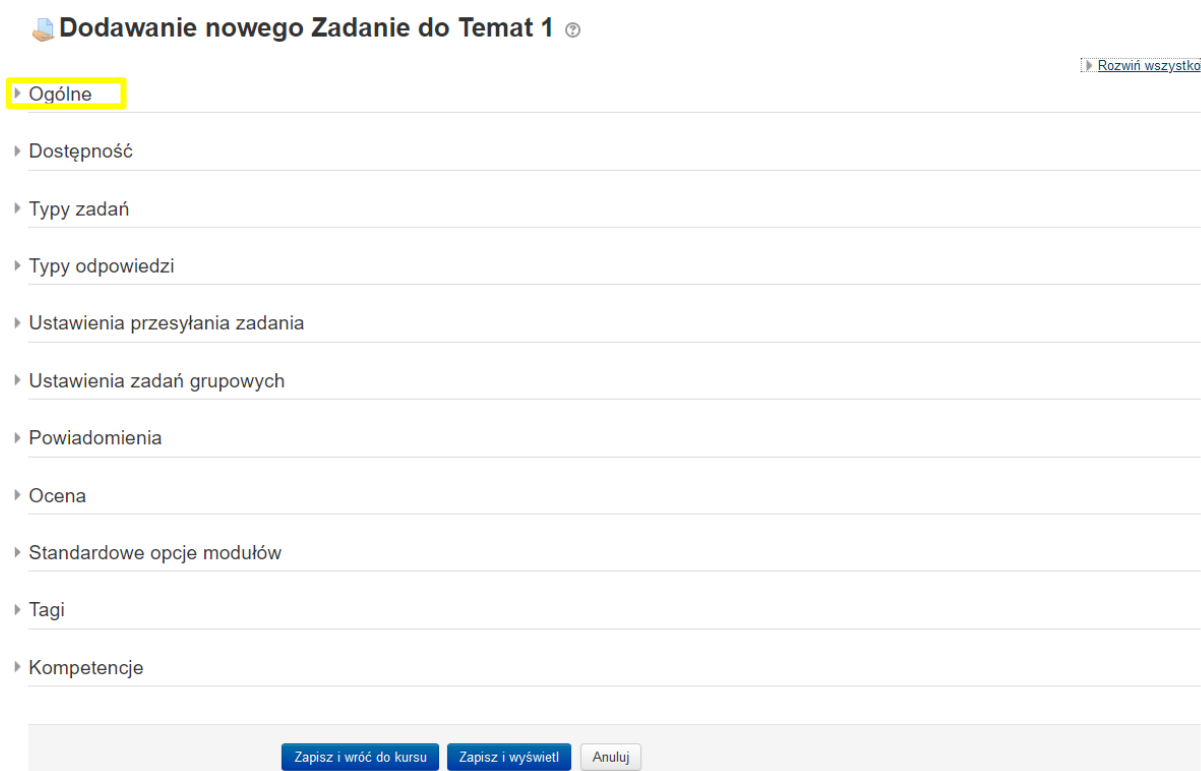 Dodawanie nowego Zadanie do Temat 1
Rozwiń wszystko
Ogólne
Dostępność
Typy zadań
Typy odpowiedzi
Ustawienia przesyłania zadania
Ustawienia zadań grupowych
Powiadomienia
Ocena
Standardowe opcje modułów
Tagi
Kompetencje
Zapisz i wróć do kursu Zapisz i wyświetl Anuluj